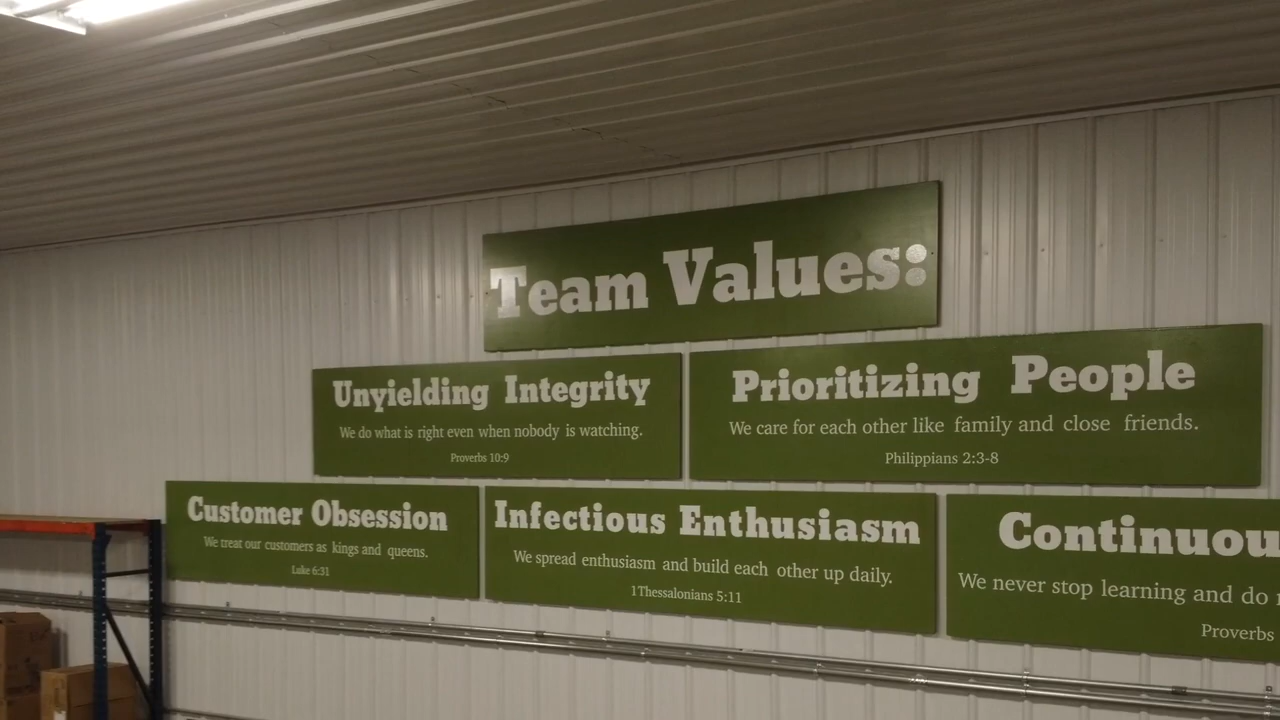 Team Values:
Unyielding Integrity
We do what is right even when nobody is watching.
Proverbs 10:9
Prioritizing People
We care for each other like family and close friends.
Philippians 2:3-8
Customer Obsession
We treat our customers as kings and queens.
Luke 6:31
Infectious Enthusiasm
We spread enthusiasm and build each other up daily.
1 Thessalonians 5:11
Continuou
We never stop learning and do
Proverbs